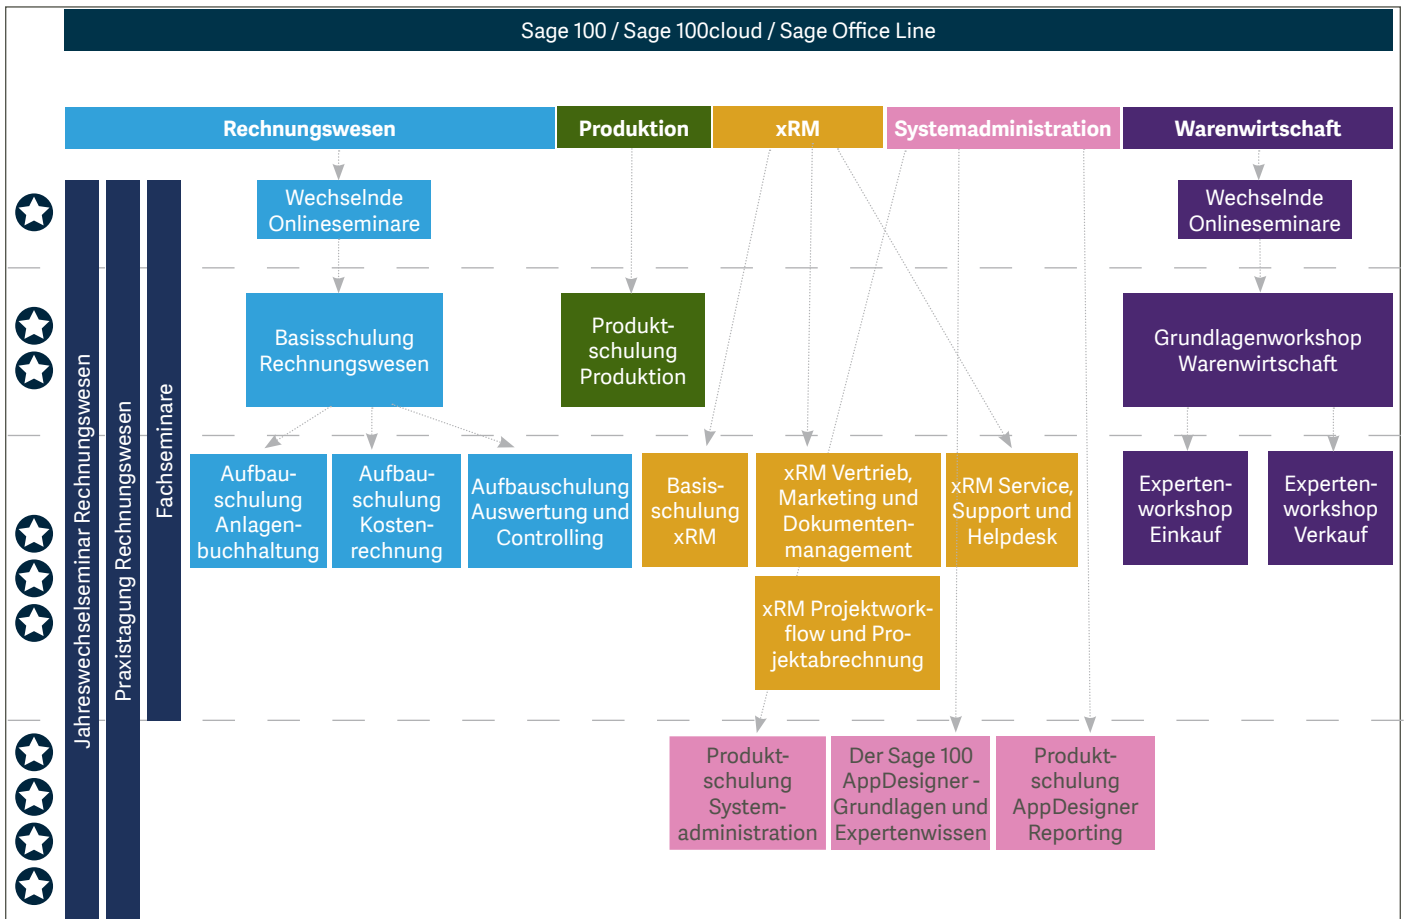 Sage 100 / Sage 100cloud / Sage Office Line
Rechnungswesen
Produktion
xRM
Systemadministration
Warenwirtschaft
Jahreswechselseminar Rechnungswesen
Praxistagung Rechnungswesen
Fachseminare
Wechselnde
Onlineseminare
Wechselnde
Onlineseminare
Basisschulung
Rechnungswesen
Produkt-
schulung
Produktion
Grundlagenworkshop
Warenwirtschaft
Aufbau-
schulung
Anlagen-
buchhaltung
Aufbau-
schulung
Kosten-
rechnung
Aufbauschulung
Auswertung und
Controlling
Basis-
schulung
xRM
xRM Vertrieb,
Marketing und
Dokumenten-
management
xRM Service,
Support und
Helpdesk
Experten-
workshop
Einkauf
Experten-
workshop
Verkauf
xRM Projektwork-
flow und Pro-
jektabrechnung
Produkt-
schulung
System-
administration
Der Sage 100
AppDesigner -
Grundlagen und
Expertenwissen
Produkt-
schulung
AppDesigner
Reporting